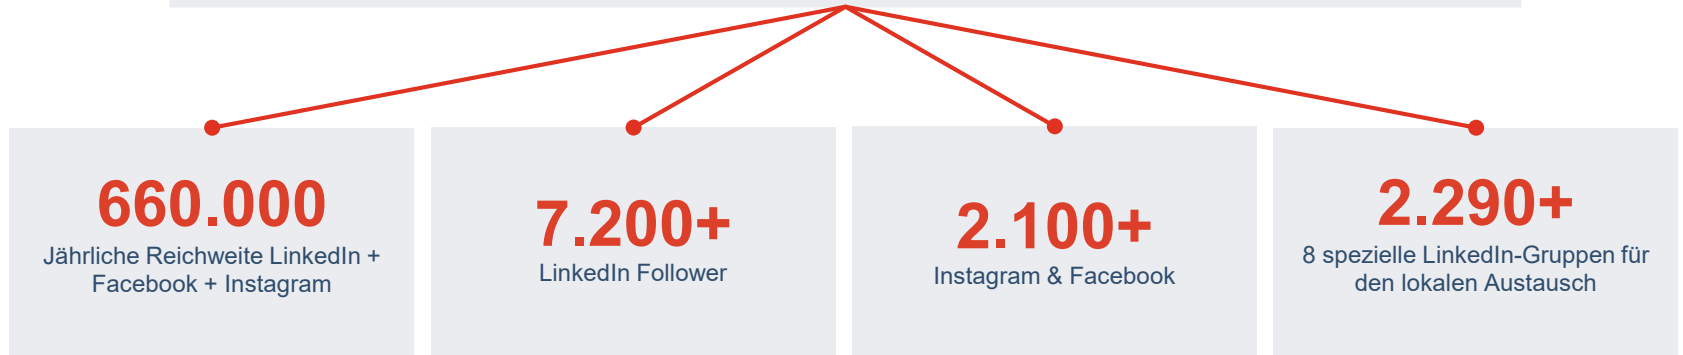 660.000
Jährliche Reichweite LinkedIn +
Facebook + Instagram
7.200+
LinkedIn Follower
2.100+
Instagram & Facebook
2.290+
8 spezielle LinkedIn-Gruppen für
den lokalen Austausch